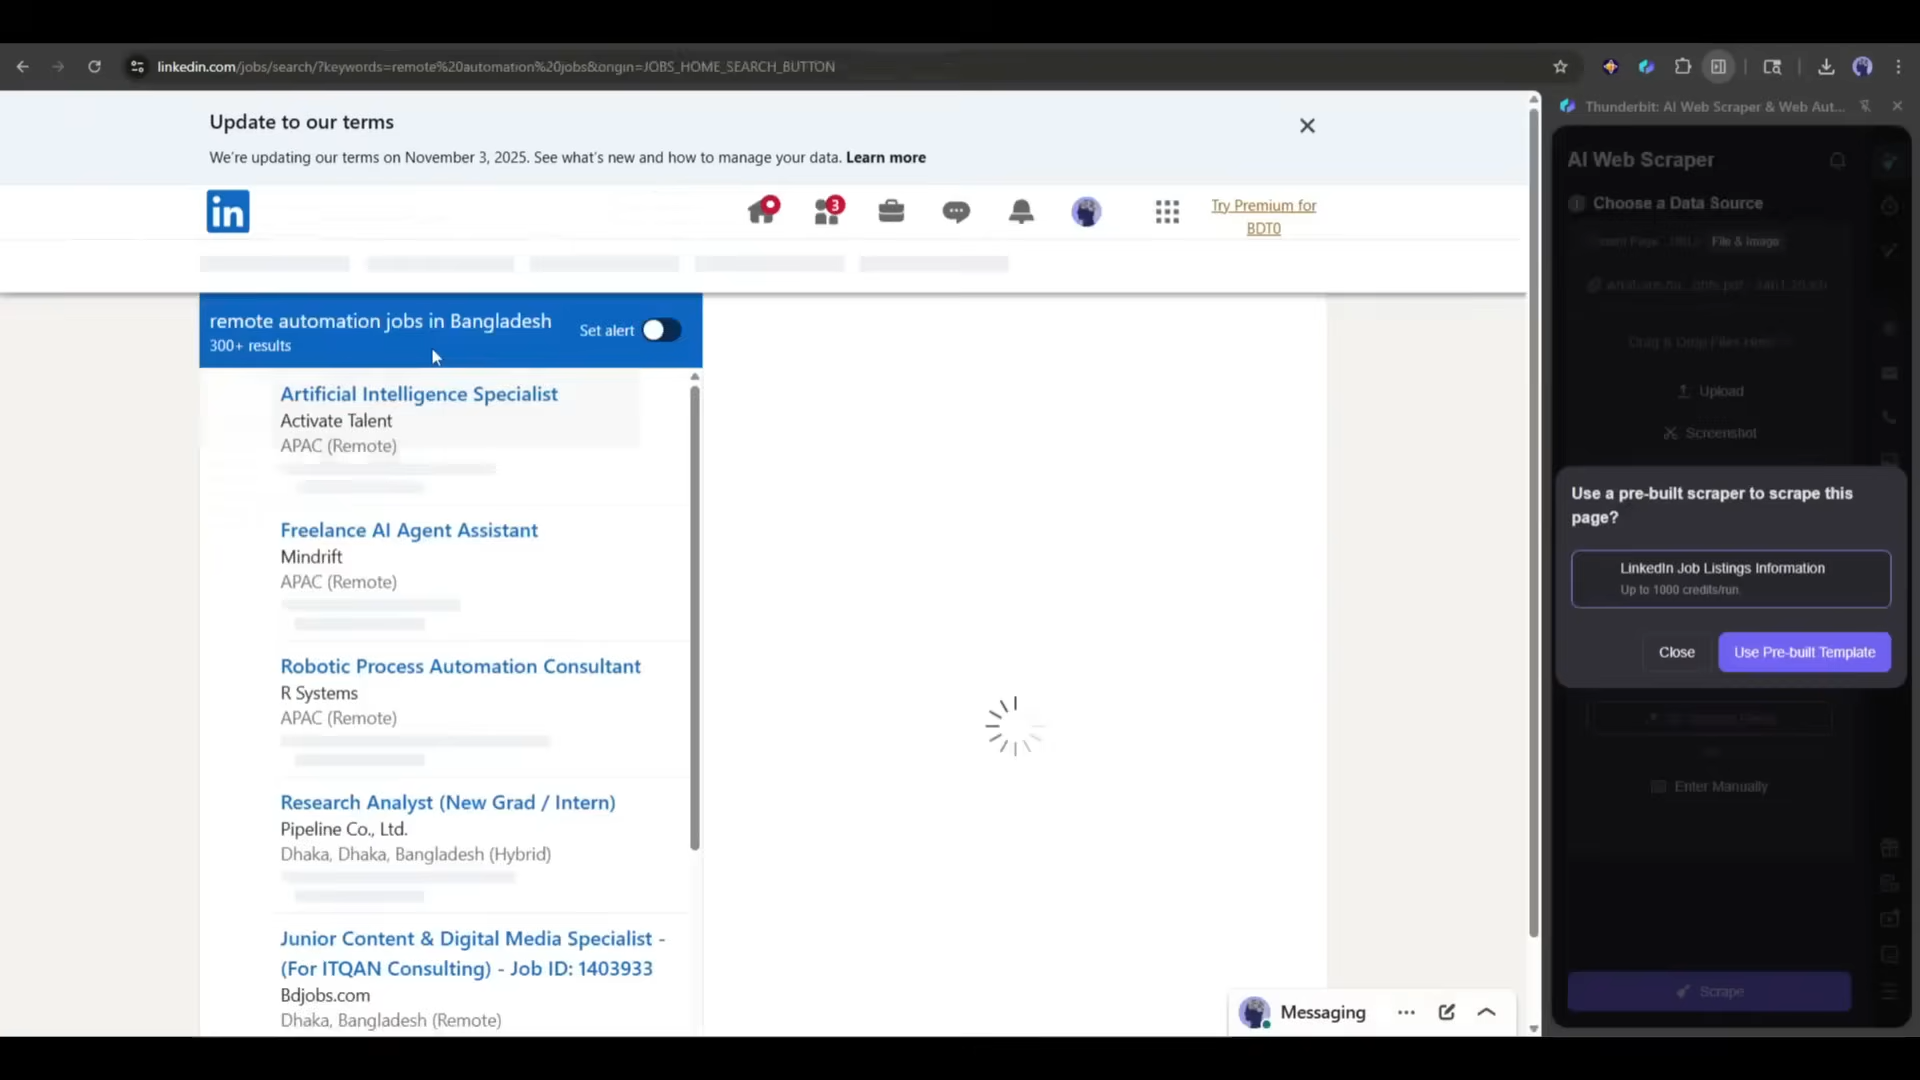 linkedin.com/jobs/search/?keywords=remote%20automation%20jobs&origin=JOBS_HOME_SEARCH_BUTTON
Thunderbit: AI Web Scraper & Web Aut...
Update to our terms
We're updating our terms on November 3, 2025. See what's new and how to manage your data. Learn more
in
3
Try Premium for
BDT0
remote automation jobs in Bangladesh
300+ results
Set alert
Artificial Intelligence Specialist
Activate Talent
APAC (Remote)
Freelance AI Agent Assistant
Mindrift
APAC (Remote)
Robotic Process Automation Consultant
R Systems
APAC (Remote)
Research Analyst (New Grad / Intern)
Pipeline Co., Ltd.
Dhaka, Dhaka, Bangladesh (Hybrid)
Junior Content & Digital Media Specialist -
(For ITQAN Consulting) - Job ID: 1403933
Bdjobs.com
Dhaka, Bangladesh (Remote)
Messaging
AI Web Scraper
Choose a Data Source
File & Image
Drag & Drop Files
Upload
Screenshot
Use a pre-built scraper to scrape this
page?
LinkedIn Job Listings Information
Up to 1000 credits/run.
Close
Use Pre-built Template
Enter Manually
Scrape